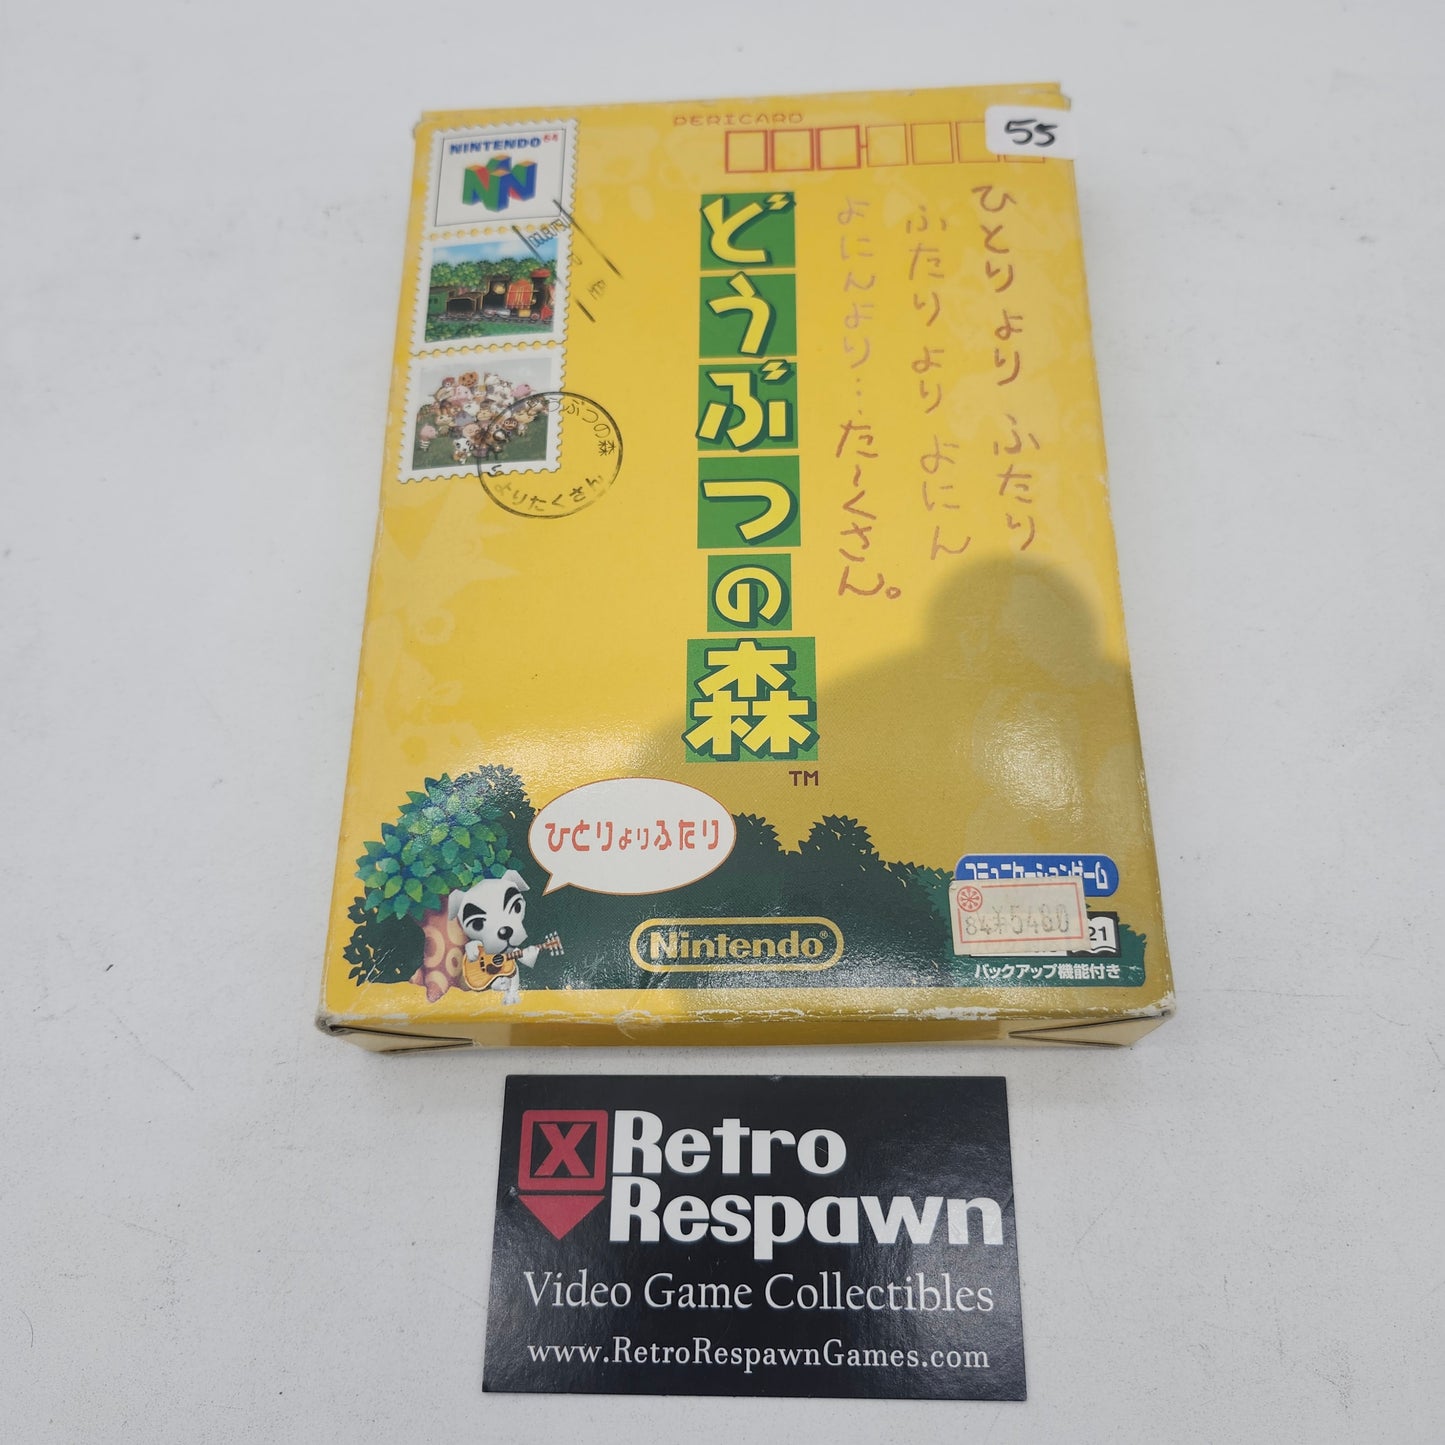 PERICARD
55
NINTENDO64
ひとりより ふたり
ふたりより よにん
よにんより…た〜くさん。
どうぶつの森
TM
どうぶつの森
よりたくさん
ひとりよりふたり
Nintendo®
コミュニケーションゲーム
84 ¥5480
21
バックアップ機能付き
Retro
Respawn
Video Game Collectibles
www.RetroRespawnGames.com